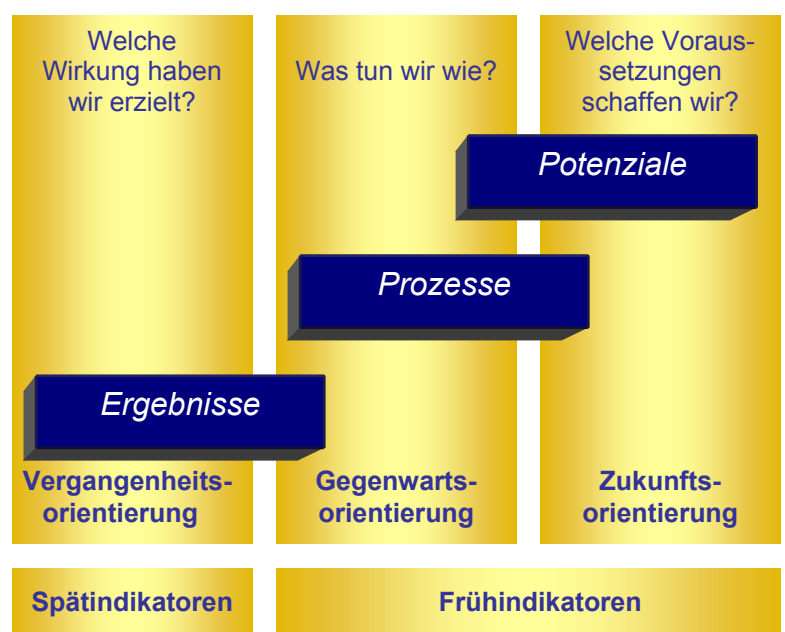 Welche
Wirkung haben
wir erzielt?
Was tun wir wie?
Welche Voraus-
setzungen
schaffen wir?
Potenziale
Prozesse
Ergebnisse
Vergangenheits-
orientierung
Gegenwarts-
orientierung
Zukunfts-
orientierung
Spätindikatoren
Frühindikatoren